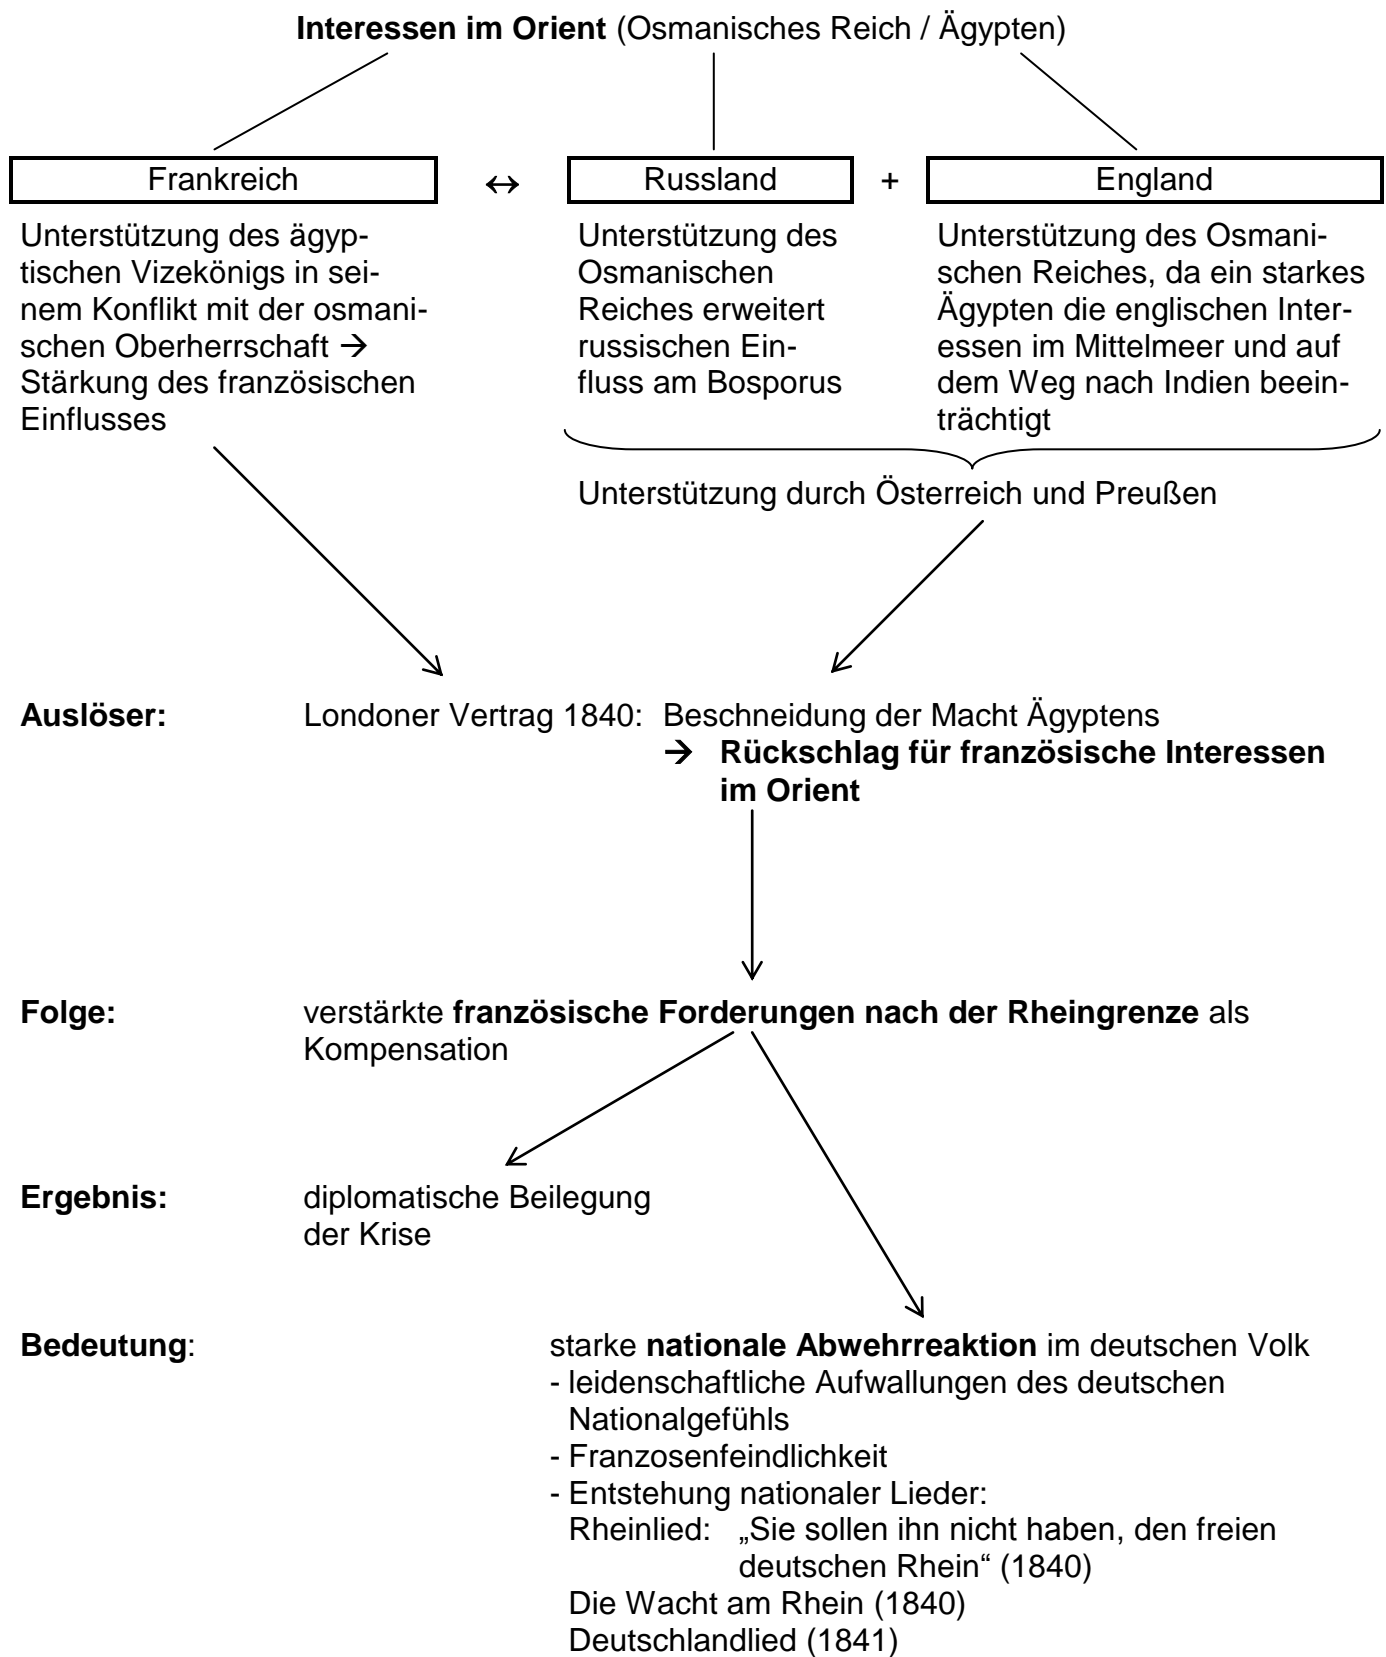 Interessen im Orient (Osmanisches Reich / Ägypten)
Frankreich ↔ Russland + England
Unterstützung des ägyp-
tischen Vizekönigs in sei-
nem Konflikt mit der osmani-
schen Oberherrschaft →
Stärkung des französischen
Einflusses
Unterstützung des
Osmanischen
Reiches erweitert
russischen Ein-
fluss am Bosporus
Unterstützung des Osmani-
schen Reiches, da ein starkes
Ägypten die englischen Inter-
essen im Mittelmeer und auf
dem Weg nach Indien beein-
trächtigt
Unterstützung durch Österreich und Preußen
Auslöser: Londoner Vertrag 1840: Beschneidung der Macht Ägyptens
→ Rückschlag für französische Interessen
im Orient
Folge: verstärkte französische Forderungen nach der Rheingrenze als
Kompensation
Ergebnis: diplomatische Beilegung
der Krise
Bedeutung: starke nationale Abwehrreaktion im deutschen Volk
- leidenschaftliche Aufwallungen des deutschen
Nationalgefühls
- Franzosenfeindlichkeit
- Entstehung nationaler Lieder:
Rheinlied: „Sie sollen ihn nicht haben, den freien
deutschen Rhein“ (1840)
Die Wacht am Rhein (1840)
Deutschlandlied (1841)